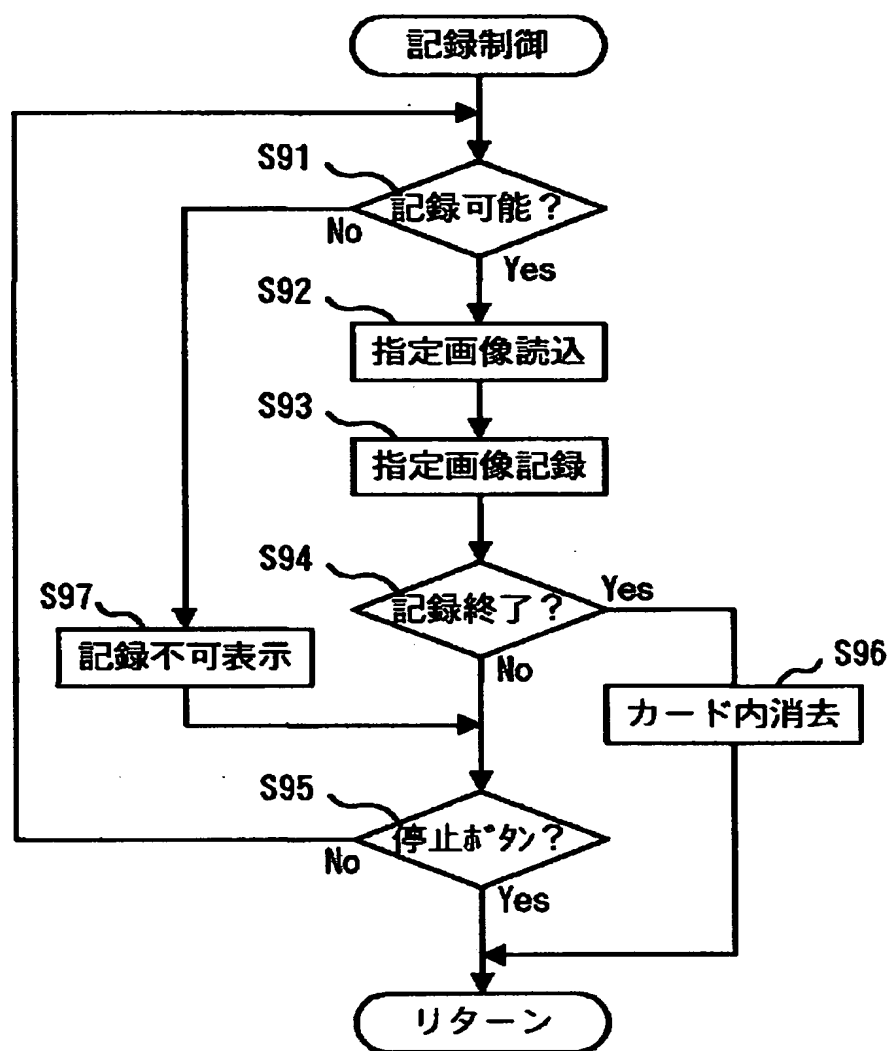 記録制御
S91
記録可能？
No
Yes
S92
指定画像読込
S93
指定画像記録
S94
記録終了？
Yes
No
S97
記録不可表示
S96
カード内消去
S95
停止ﾎﾞﾀﾝ？
No
Yes
リターン